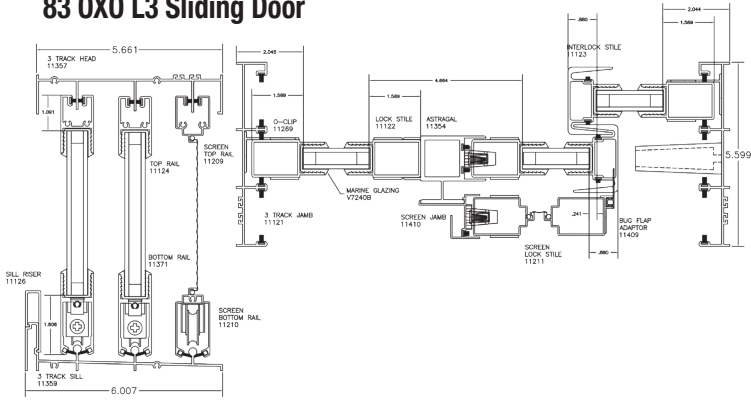 83 OXO L3 Sliding Door
5.661
3 TRACK HEAD
11357
1.091
TOP RAIL
11124
SCREEN
TOP RAIL
11209
BOTTOM RAIL
11371
SILL RISER
11126
1.808
SCREEN
BOTTOM RAIL
11210
3 TRACK SILL
11359
6.007
2.045
1.569
O-CLIP
11269
1.569
LOCK STILE
11122
4.664
ASTRAGAL
11354
MARINE GLAZING
V7240B
3 TRACK JAMB
11121
SCREEN JAMB
11410
SCREEN
LOCK STILE
11211
.241
.880
BUG FLAP
ADAPTOR
11409
.880
INTERLOCK STILE
11123
2.044
1.569
5.599